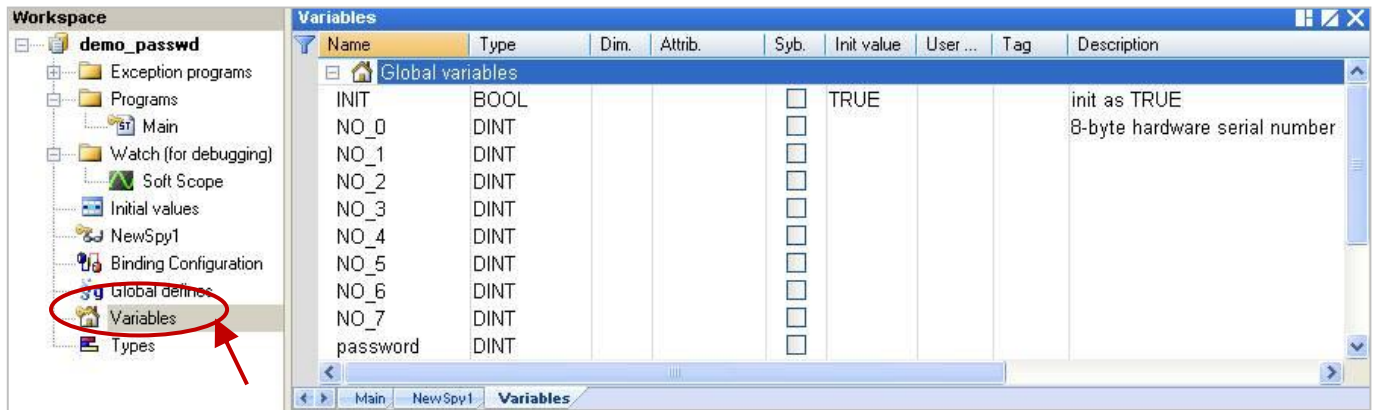 Workspace
demo_passwd
Exception programs
Programs
Main
Watch (for debugging)
Soft Scope
Initial values
NewSpy1
Binding Configuration
Global defines
Variables
Types
Variables
Name Type Dim. Attrib. Syb. Init value User ... Tag Description
Global variables
INIT BOOL TRUE init as TRUE
NO_0 DINT 8-byte hardware serial number
NO_1 DINT
NO_2 DINT
NO_3 DINT
NO_4 DINT
NO_5 DINT
NO_6 DINT
NO_7 DINT
password DINT
Main NewSpy1 Variables